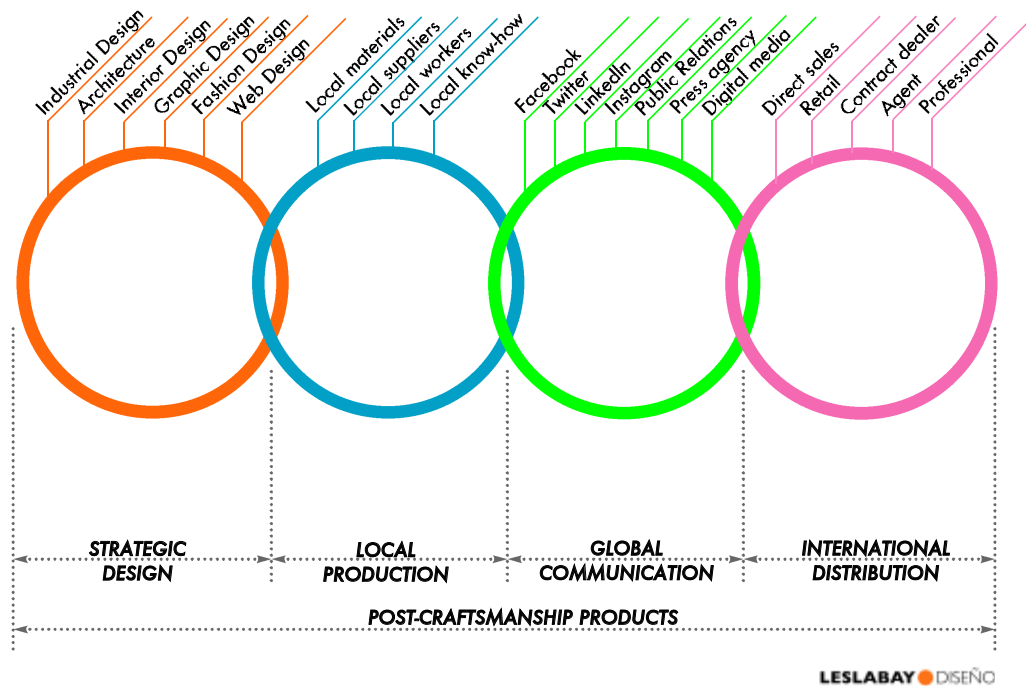 Industrial Design
Architecture
Interior Design
Graphic Design
Fashion Design
Web Design
Local materials
Local suppliers
Local workers
Local know-how
Facebook
Twitter
LinkedIn
Instagram
Public Relations
Press agency
Digital media
Direct sales
Retail
Contract dealer
Agent
Professional
STRATEGIC
DESIGN
LOCAL
PRODUCTION
GLOBAL
COMMUNICATION
INTERNATIONAL
DISTRIBUTION
POST-CRAFTSMANSHIP PRODUCTS
LESLABAY DISEÑO